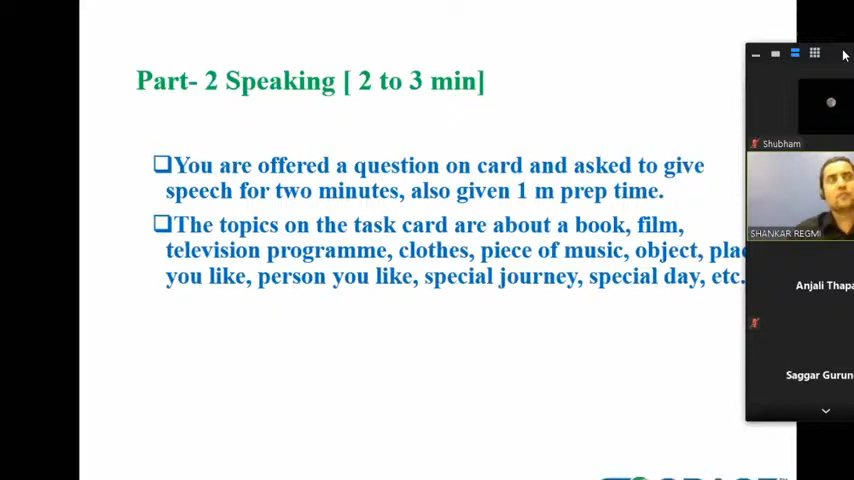 Part- 2 Speaking [ 2 to 3 min]
❑You are offered a question on card and asked to give
speech for two minutes, also given 1 m prep time.
❑The topics on the task card are about a book, film,
television programme, clothes, piece of music, object, plac
you like, person you like, special journey, special day, etc.
Shubham
SHANKAR REGMI
Anjali Thapa
Saggar Gurun